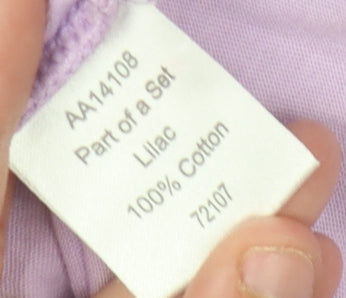 AA14108
Part of a Set
Lilac
100% Cotton
72107